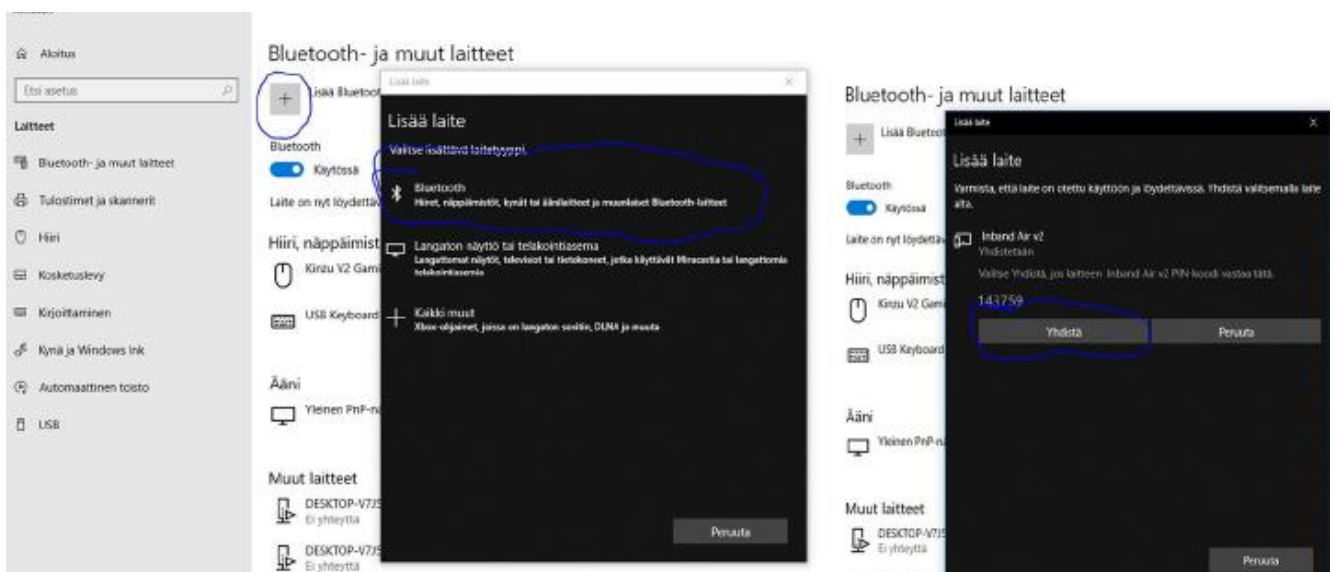 Aloitus
Etsi asetus
Laitteet
Bluetooth- ja muut laitteet
Tulostimet ja skannerit
Hiiri
Kosketuslevy
Kirjoittaminen
Kynä ja Windows Ink
Automaattinen toisto
USB
Bluetooth- ja muut laitteet
Lisää Bluetoot
Bluetooth
Käytössä
Laite on nyt löydettäv
Hiiri, näppäimist
Kinzu V2 Gami
USB Keyboard
Ääni
Yleinen PnP-nä
Muut laitteet
DESKTOP-V7J5
Ei yhteyttä
DESKTOP-V7J5
Ei yhteyttä
Lisää laite
Lisää laite
Valitse lisättävä laitetyyppi.
Bluetooth
Hiiret, näppäimistöt, kynät tai äänilaitteet ja muunlaiset Bluetooth-laitteet
Langaton näyttö tai telakointiasema
Langattomat näytöt, televisiot tai tietokoneet, jotka käyttävät Miracastia tai langattomia
telakointiasemia
Kaikki muut
Xbox-ohjaimet, joissa on langaton sovitin, DLNA ja muuta
Peruuta
Bluetooth- ja muut laitteet
Lisää Bluetoot
Bluetooth
Käytössä
Laite on nyt löydettäv
Hiiri, näppäimist
Kinzu V2 Gami
USB Keyboard
Ääni
Yleinen PnP-nä
Muut laitteet
DESKTOP-V7J5
Ei yhteyttä
Lisää laite
Lisää laite
Varmista, että laite on otettu käyttöön ja löydettävissä. Yhdistä valitsemalla laite
alta.
Inband Air v2
Yhdistetään
Valitse Yhdistä, jos laitteen Inband Air v2 PIN-koodi vastaa tätä.
143759
Yhdistä
Peruuta
Peruuta